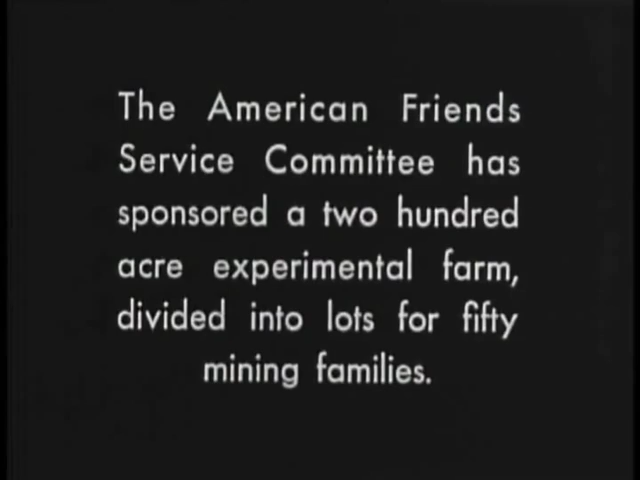 The American Friends
Service Committee has
sponsored a two hundred
acre experimental farm,
divided into lots for fifty
mining families.